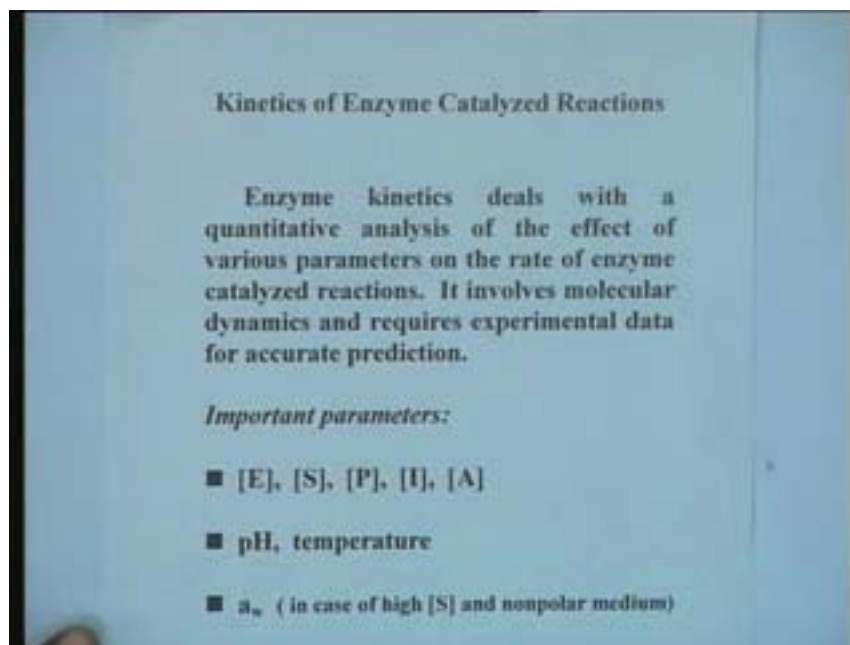 Kinetics of Enzyme Catalyzed Reactions
Enzyme kinetics deals with a
quantitative analysis of the effect of
various parameters on the rate of enzyme
catalyzed reactions. It involves molecular
dynamics and requires experimental data
for accurate prediction.
Important parameters:
■ [E], [S], [P], [I], [A]
■ pH, temperature
■ a ( in case of high [S] and nonpolar medium)